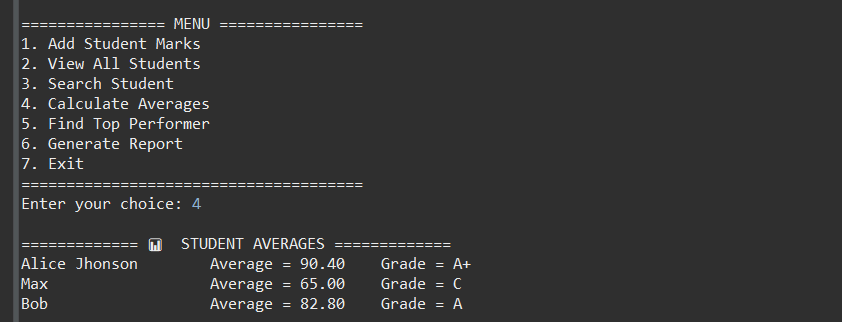 ================ MENU ================
1. Add Student Marks
2. View All Students
3. Search Student
4. Calculate Averages
5. Find Top Performer
6. Generate Report
7. Exit
======================================
Enter your choice: 4
============= 📊 STUDENT AVERAGES =============
Alice Jhonson        Average = 90.40    Grade = A+
Max                  Average = 65.00    Grade = C
Bob                  Average = 82.80    Grade = A